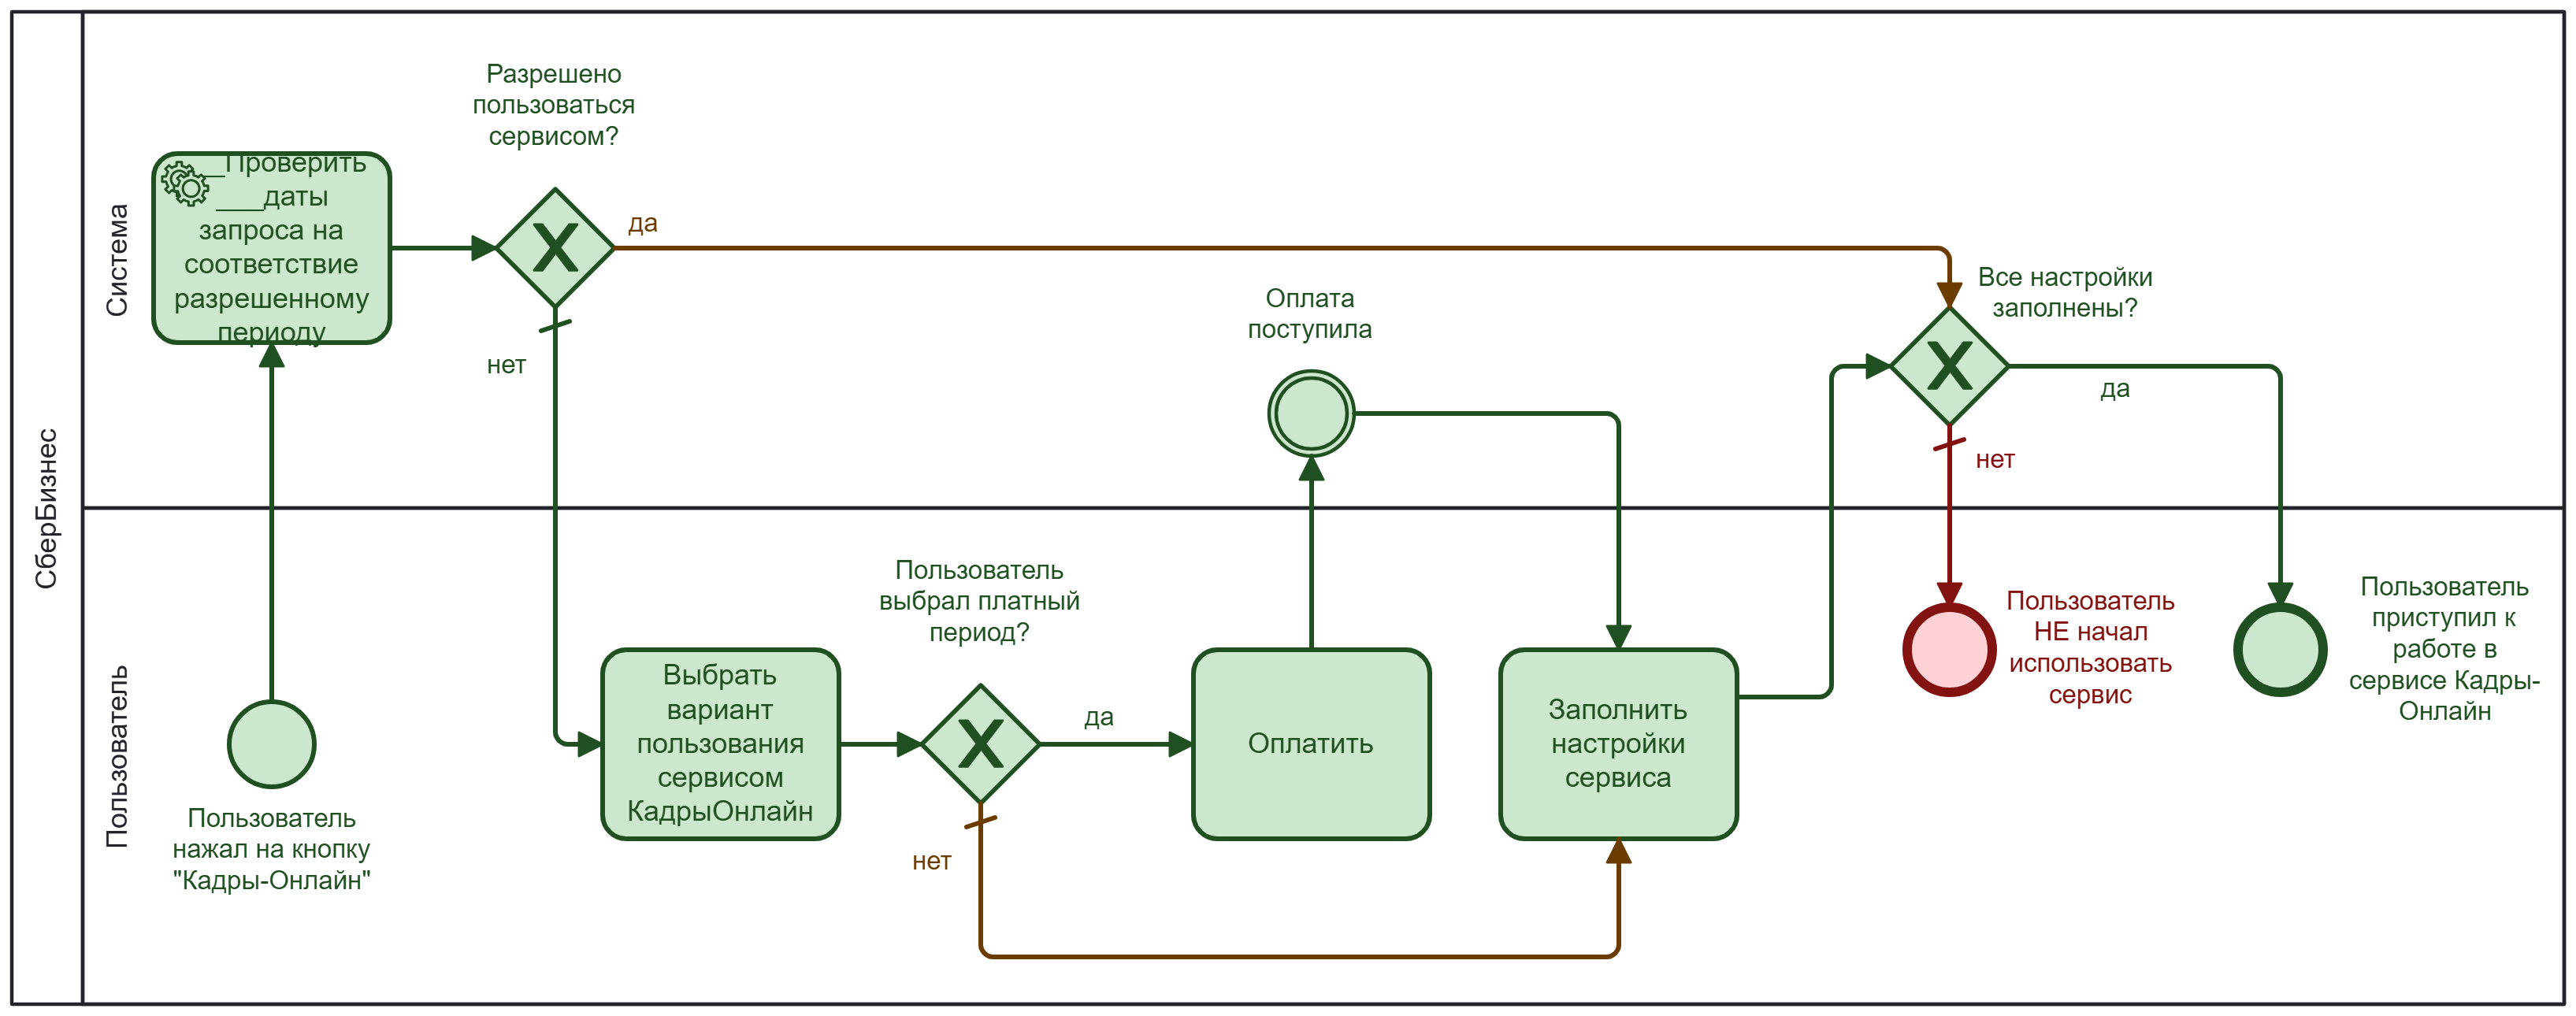 СберБизнес
Система
Пользователь
Разрешено
пользоваться
сервисом?
__Проверить
___даты
запроса на
соответствие
разрешенному
периоду
да
нет
Оплата
поступила
Все настройки
заполнены?
да
нет
Пользователь
нажал на кнопку
"Кадры-Онлайн"
Выбрать
вариант
пользования
сервисом
КадрыОнлайн
Пользователь
выбрал платный
период?
да
нет
Оплатить
Заполнить
настройки
сервиса
Пользователь
НЕ начал
использовать
сервис
Пользователь
приступил к
работе в
сервисе Кадры-
Онлайн